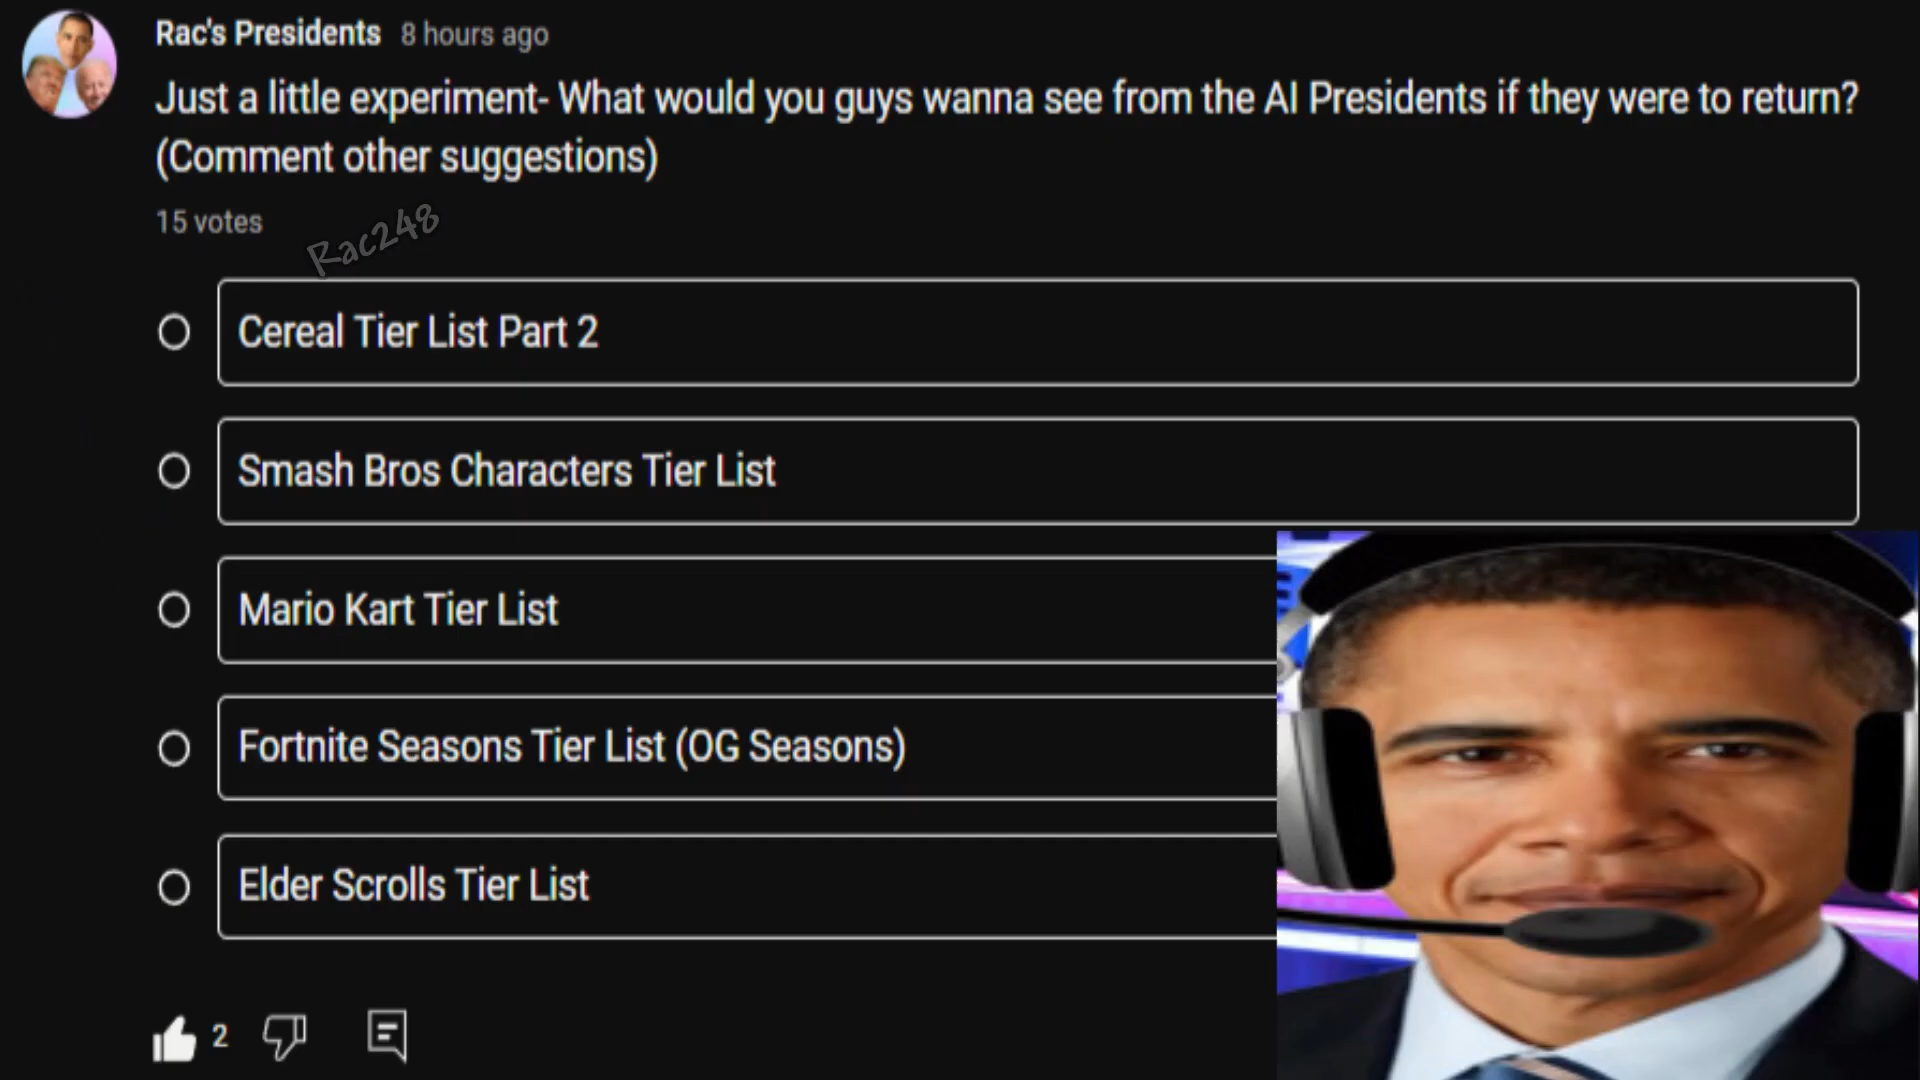 Rac's Presidents 8 hours ago
Just a little experiment- What would you guys wanna see from the AI Presidents if they were to return?
(Comment other suggestions)
15 votes
Rac248
Cereal Tier List Part 2
Smash Bros Characters Tier List
Mario Kart Tier List
Fortnite Seasons Tier List (OG Seasons)
Elder Scrolls Tier List
2